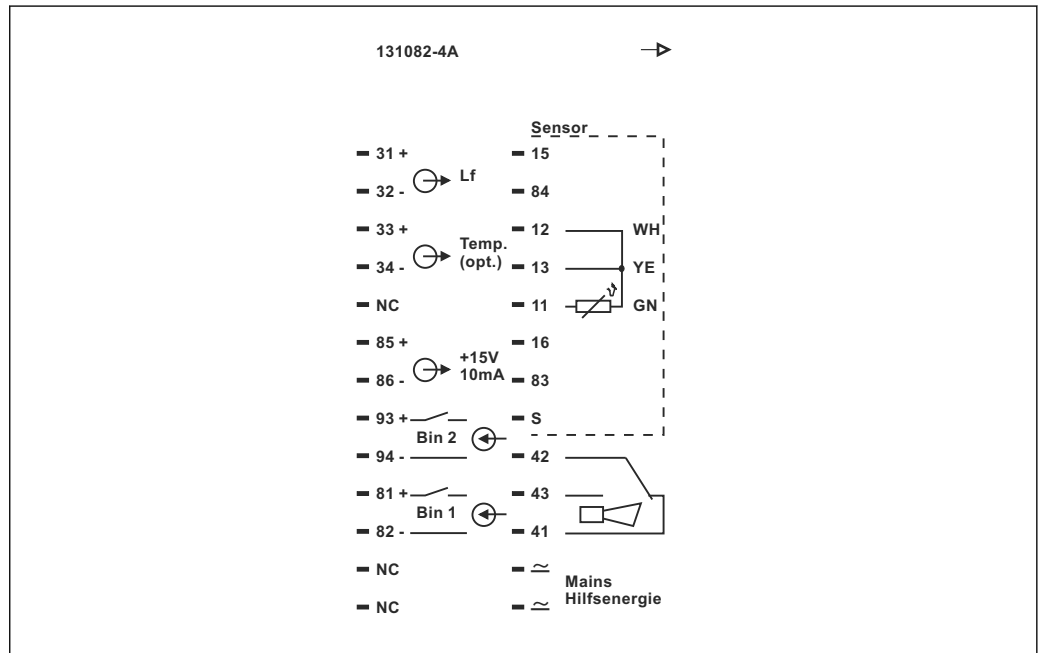 131082-4A
Sensor
31 +
32 -
Lf
33 +
34 -
Temp.
(opt.)
NC
85 +
86 -
+15V
10mA
93 +
Bin 2
94 -
81 +
Bin 1
82 -
NC
NC
15
84
12 WH
13 YE
11 GN
16
83
S
42
43
41
≃
≃
Mains
Hilfsenergie